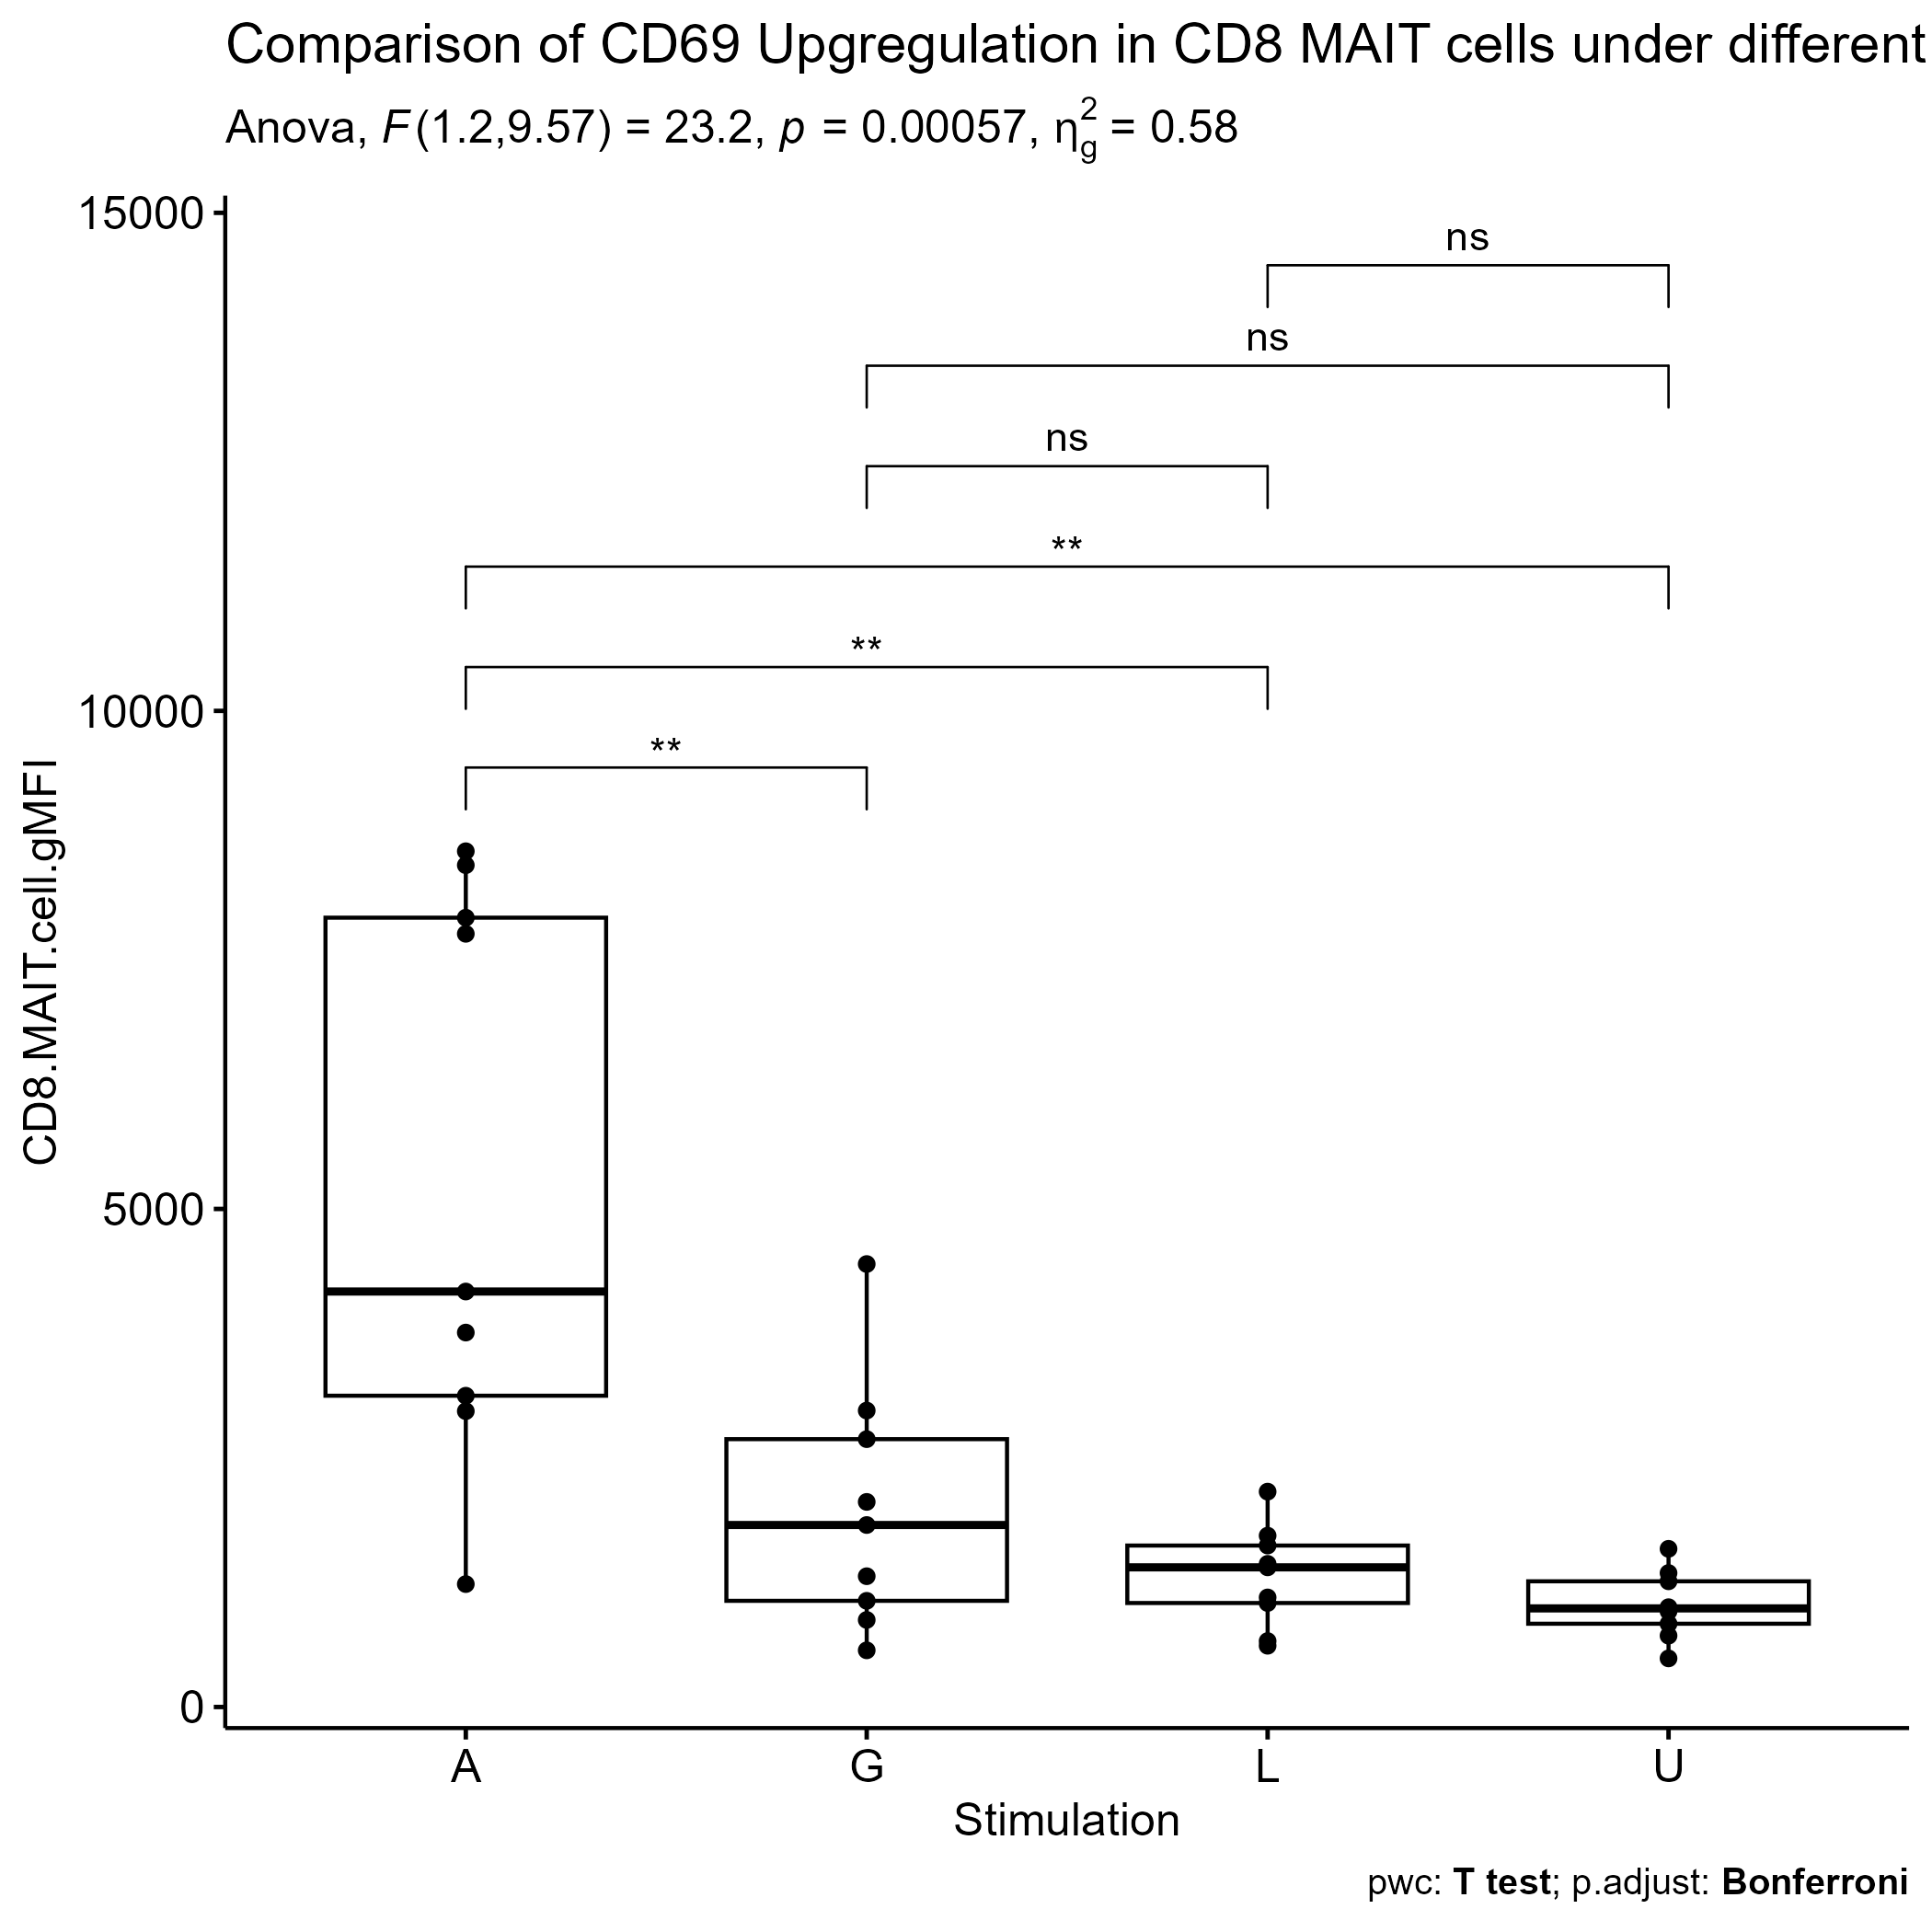 Comparison of CD69 Upgregulation in CD8 MAIT cells under different
Anova, F(1.2,9.57) = 23.2, p = 0.00057, η²g = 0.58
15000
10000
5000
0
CD8.MAIT.cell.gMFI
ns
ns
ns
**
**
**
A G L U
Stimulation
pwc: T test; p.adjust: Bonferroni